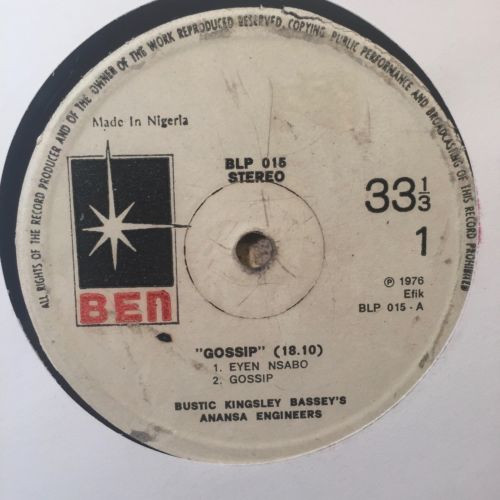 ALL RIGHTS OF THE RECORD PRODUCER AND OF THE OWNER OF THE WORK REPRODUCED RESERVED, COPYING, PUBLIC PERFORMANCE AND BROADCASTING OF THIS RECORD PROHIBITED
Made In Nigeria
BLP 015
STEREO
33 1/3
1
BEN
℗ 1976
Efik
BLP 015 - A
"GOSSIP" (18.10)
1. EYEN NSABO
2. GOSSIP
BUSTIC KINGSLEY BASSEY'S
ANANSA ENGINEERS